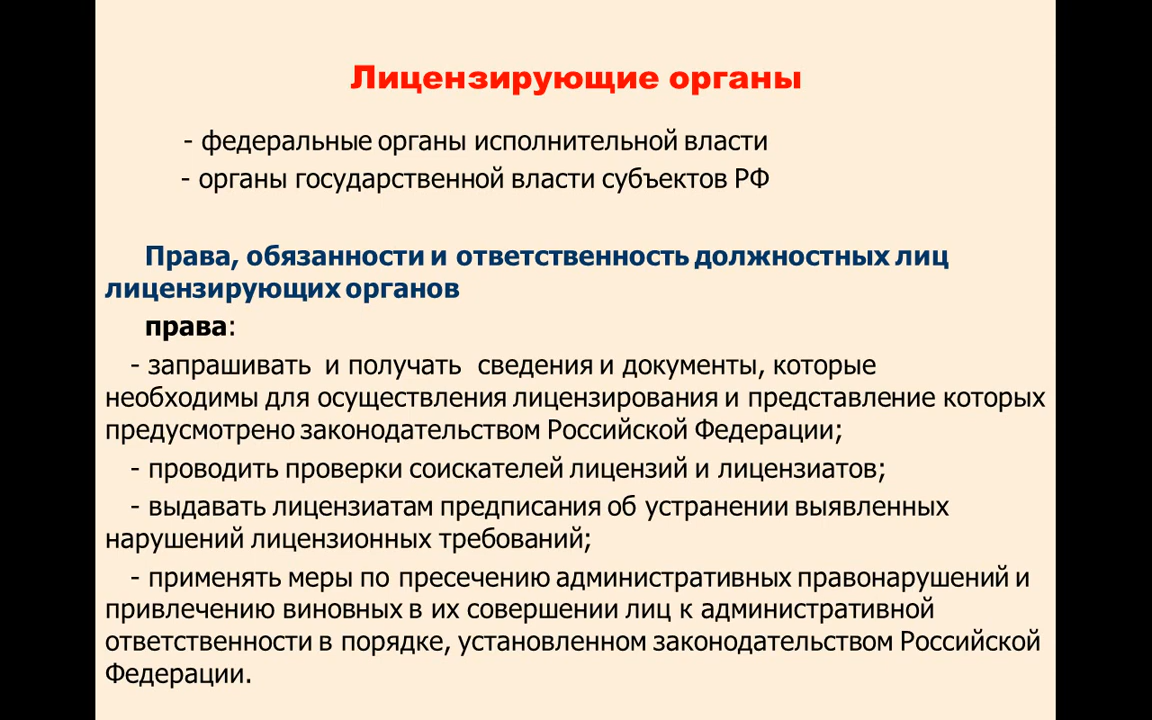 Лицензирующие органы
- федеральные органы исполнительной власти
- органы государственной власти субъектов РФ
Права, обязанности и ответственность должностных лиц
лицензирующих органов
права:
- запрашивать и получать сведения и документы, которые
необходимы для осуществления лицензирования и представление которых
предусмотрено законодательством Российской Федерации;
- проводить проверки соискателей лицензий и лицензиатов;
- выдавать лицензиатам предписания об устранении выявленных
нарушений лицензионных требований;
- применять меры по пресечению административных правонарушений и
привлечению виновных в их совершении лиц к административной
ответственности в порядке, установленном законодательством Российской
Федерации.